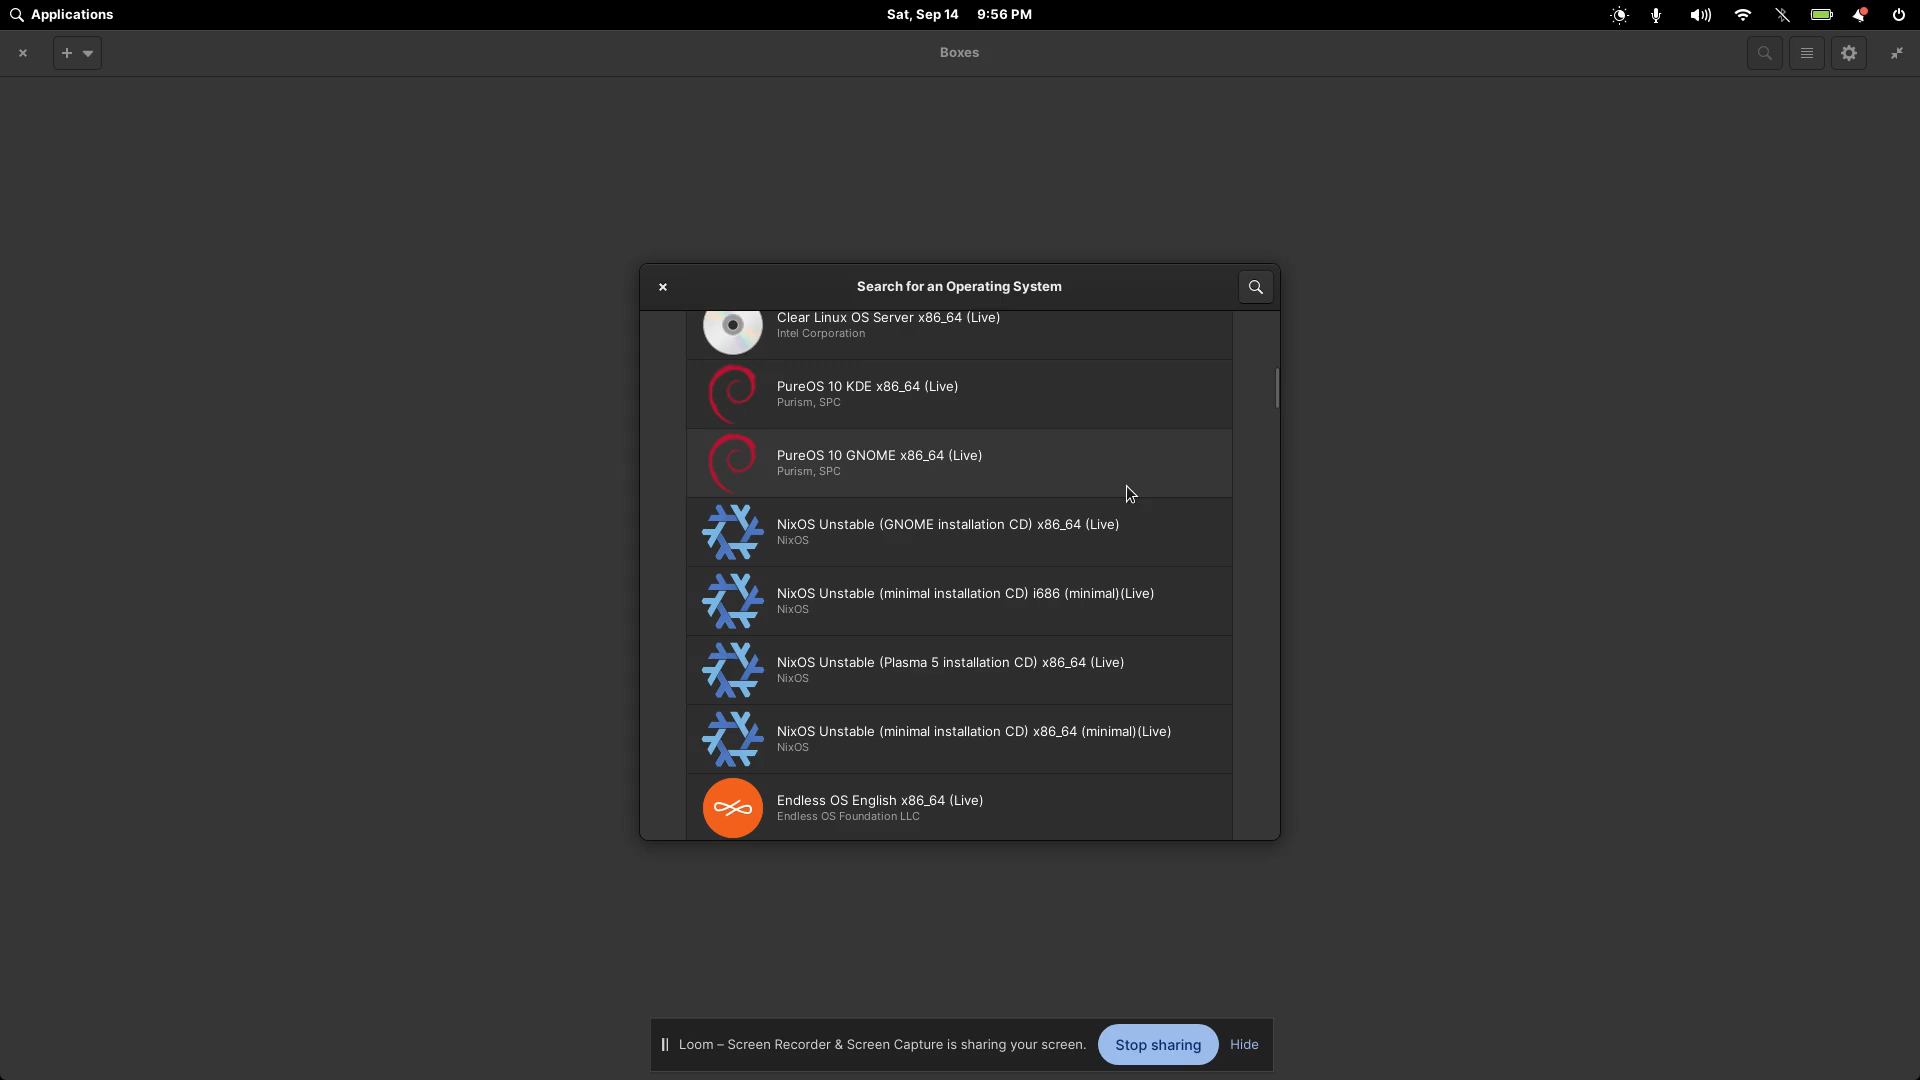 Applications
Sat, Sep 14 9:56 PM
Boxes
Search for an Operating System
Clear Linux OS Server x86_64 (Live)
Intel Corporation
PureOS 10 KDE x86_64 (Live)
Purism, SPC
PureOS 10 GNOME x86_64 (Live)
Purism, SPC
NixOS Unstable (GNOME installation CD) x86_64 (Live)
NixOS
NixOS Unstable (minimal installation CD) i686 (minimal)(Live)
NixOS
NixOS Unstable (Plasma 5 installation CD) x86_64 (Live)
NixOS
NixOS Unstable (minimal installation CD) x86_64 (minimal)(Live)
NixOS
Endless OS English x86_64 (Live)
Endless OS Foundation LLC
Loom – Screen Recorder & Screen Capture is sharing your screen. Stop sharing Hide